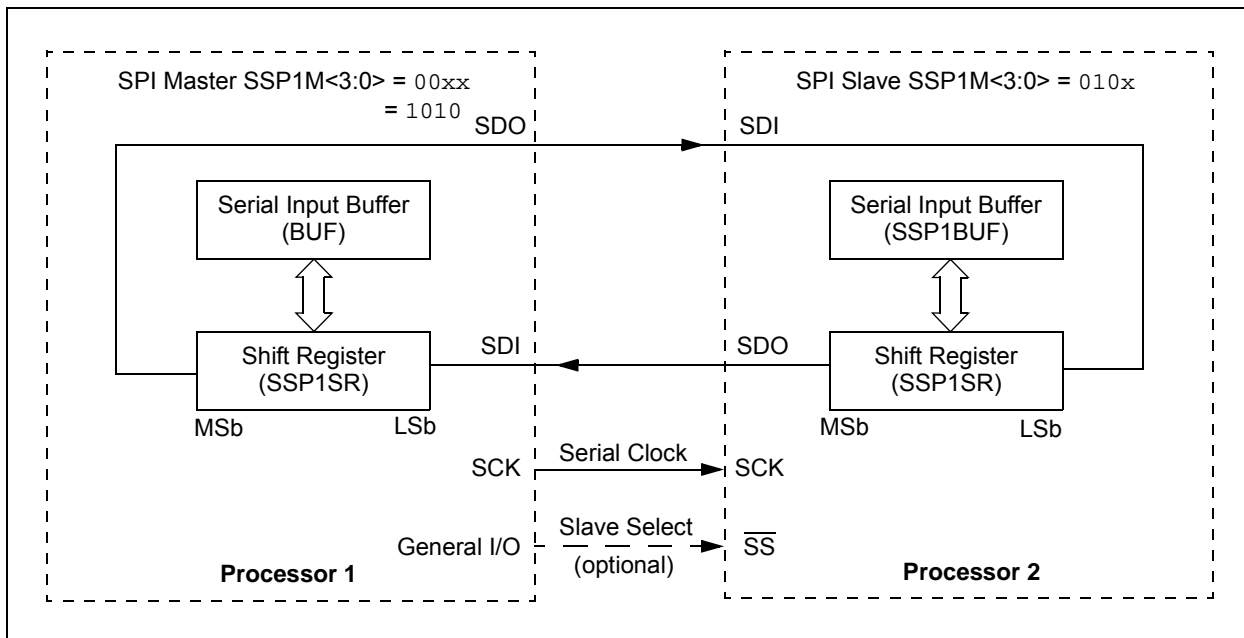 SPI Master SSP1M<3:0> = 00xx
= 1010
SPI Slave SSP1M<3:0> = 010x
SDO
SDI
Serial Input Buffer
(BUF)
Serial Input Buffer
(SSP1BUF)
SDI
SDO
Shift Register
(SSP1SR)
Shift Register
(SSP1SR)
MSb
LSb
MSb
LSb
SCK
Serial Clock
SCK
General I/O
Slave Select
(optional)
S̅S̅
Processor 1
Processor 2